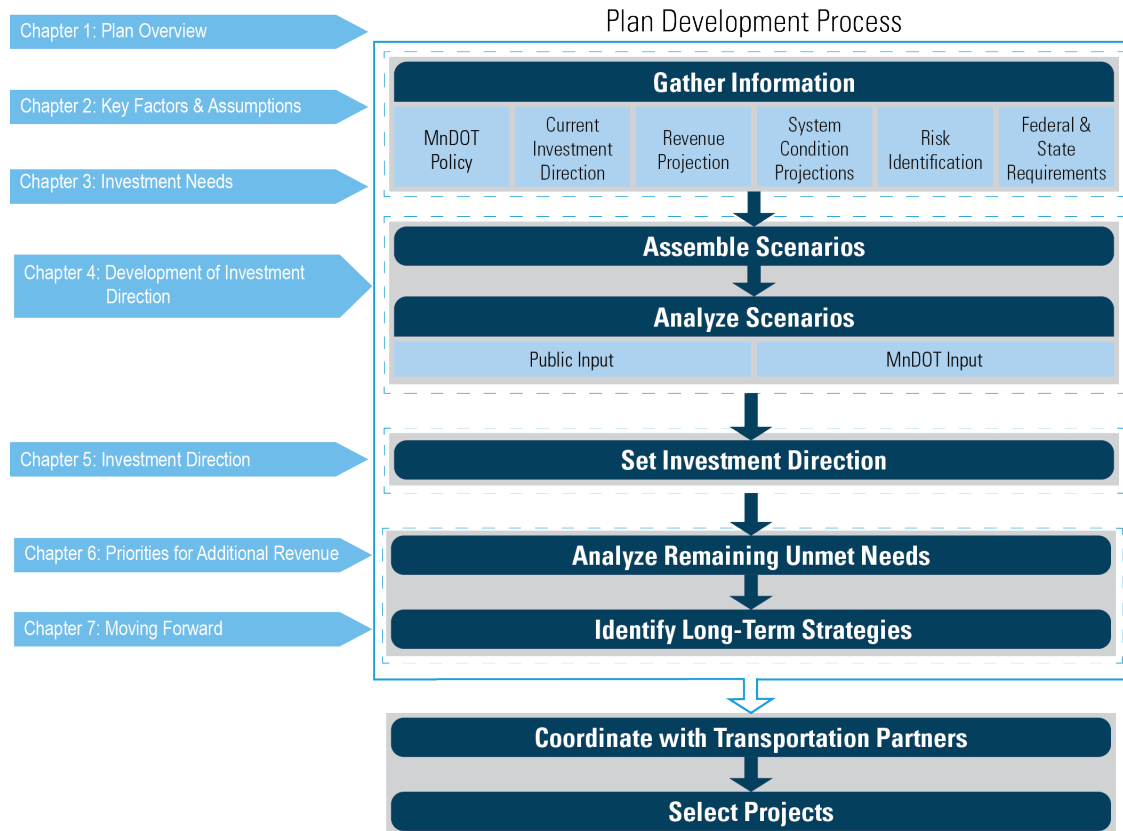 Plan Development Process
Chapter 1: Plan Overview
Chapter 2: Key Factors & Assumptions
Chapter 3: Investment Needs
Chapter 4: Development of Investment
Direction
Chapter 5: Investment Direction
Chapter 6: Priorities for Additional Revenue
Chapter 7: Moving Forward
Gather Information
MnDOT
Policy
Current
Investment
Direction
Revenue
Projection
System
Condition
Projections
Risk
Identification
Federal &
State
Requirements
Assemble Scenarios
Analyze Scenarios
Public Input
MnDOT Input
Set Investment Direction
Analyze Remaining Unmet Needs
Identify Long-Term Strategies
Coordinate with Transportation Partners
Select Projects